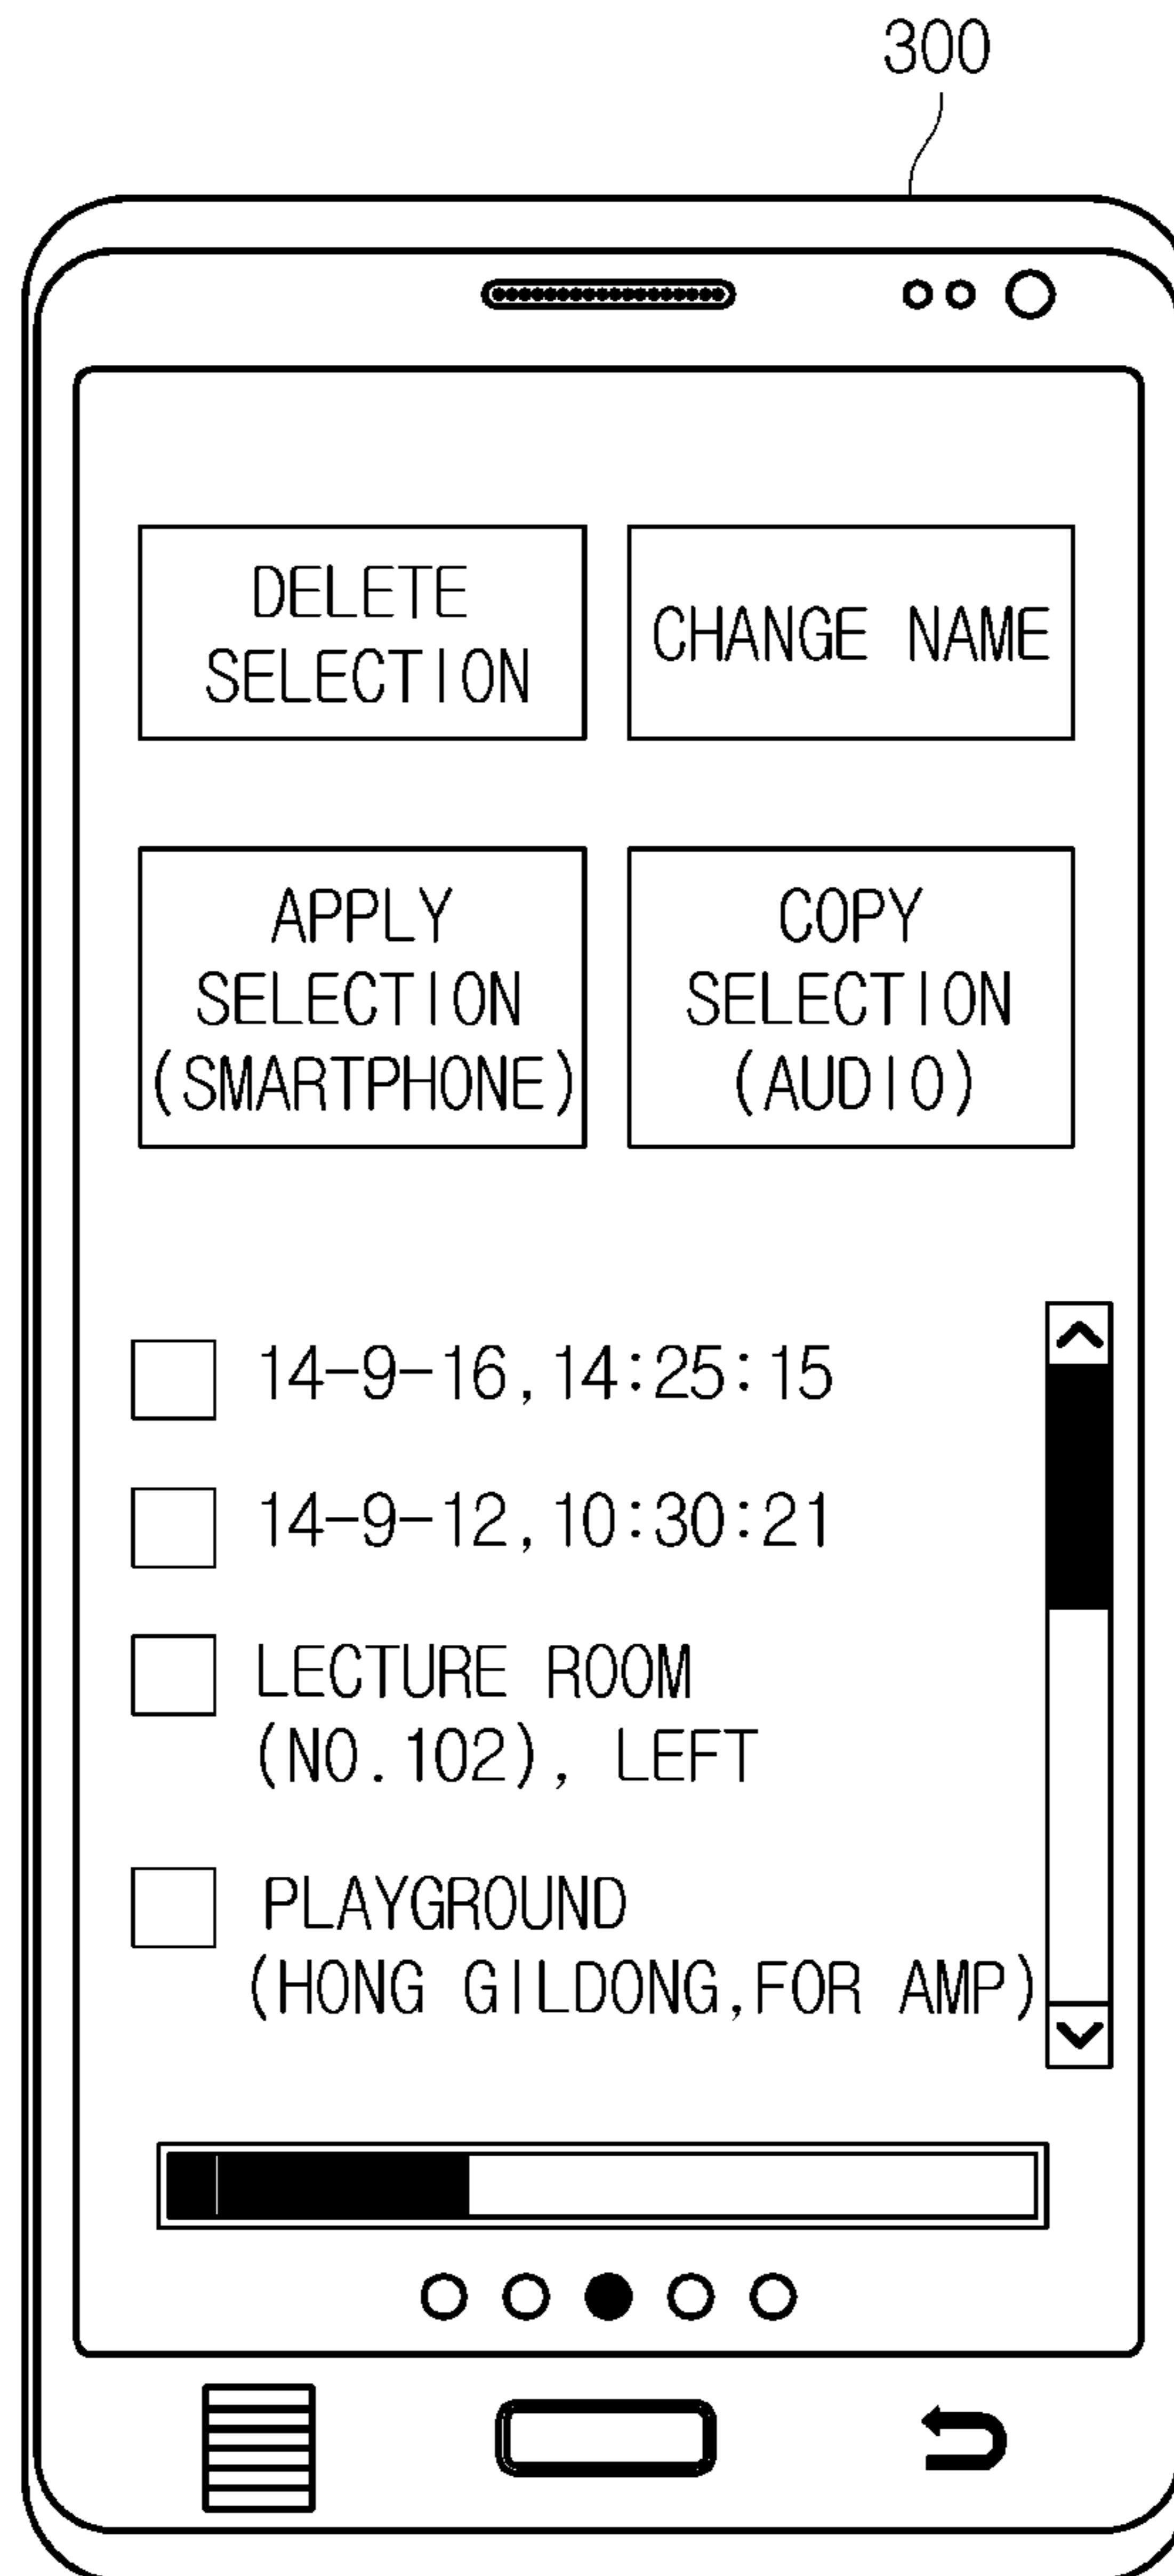 300
DELETE
SELECTION
CHANGE NAME
APPLY
SELECTION
(SMARTPHONE)
COPY
SELECTION
(AUDIO)
14-9-16,14:25:15
14-9-12,10:30:21
LECTURE ROOM
(NO.102), LEFT
PLAYGROUND
(HONG GILDONG,FOR AMP)